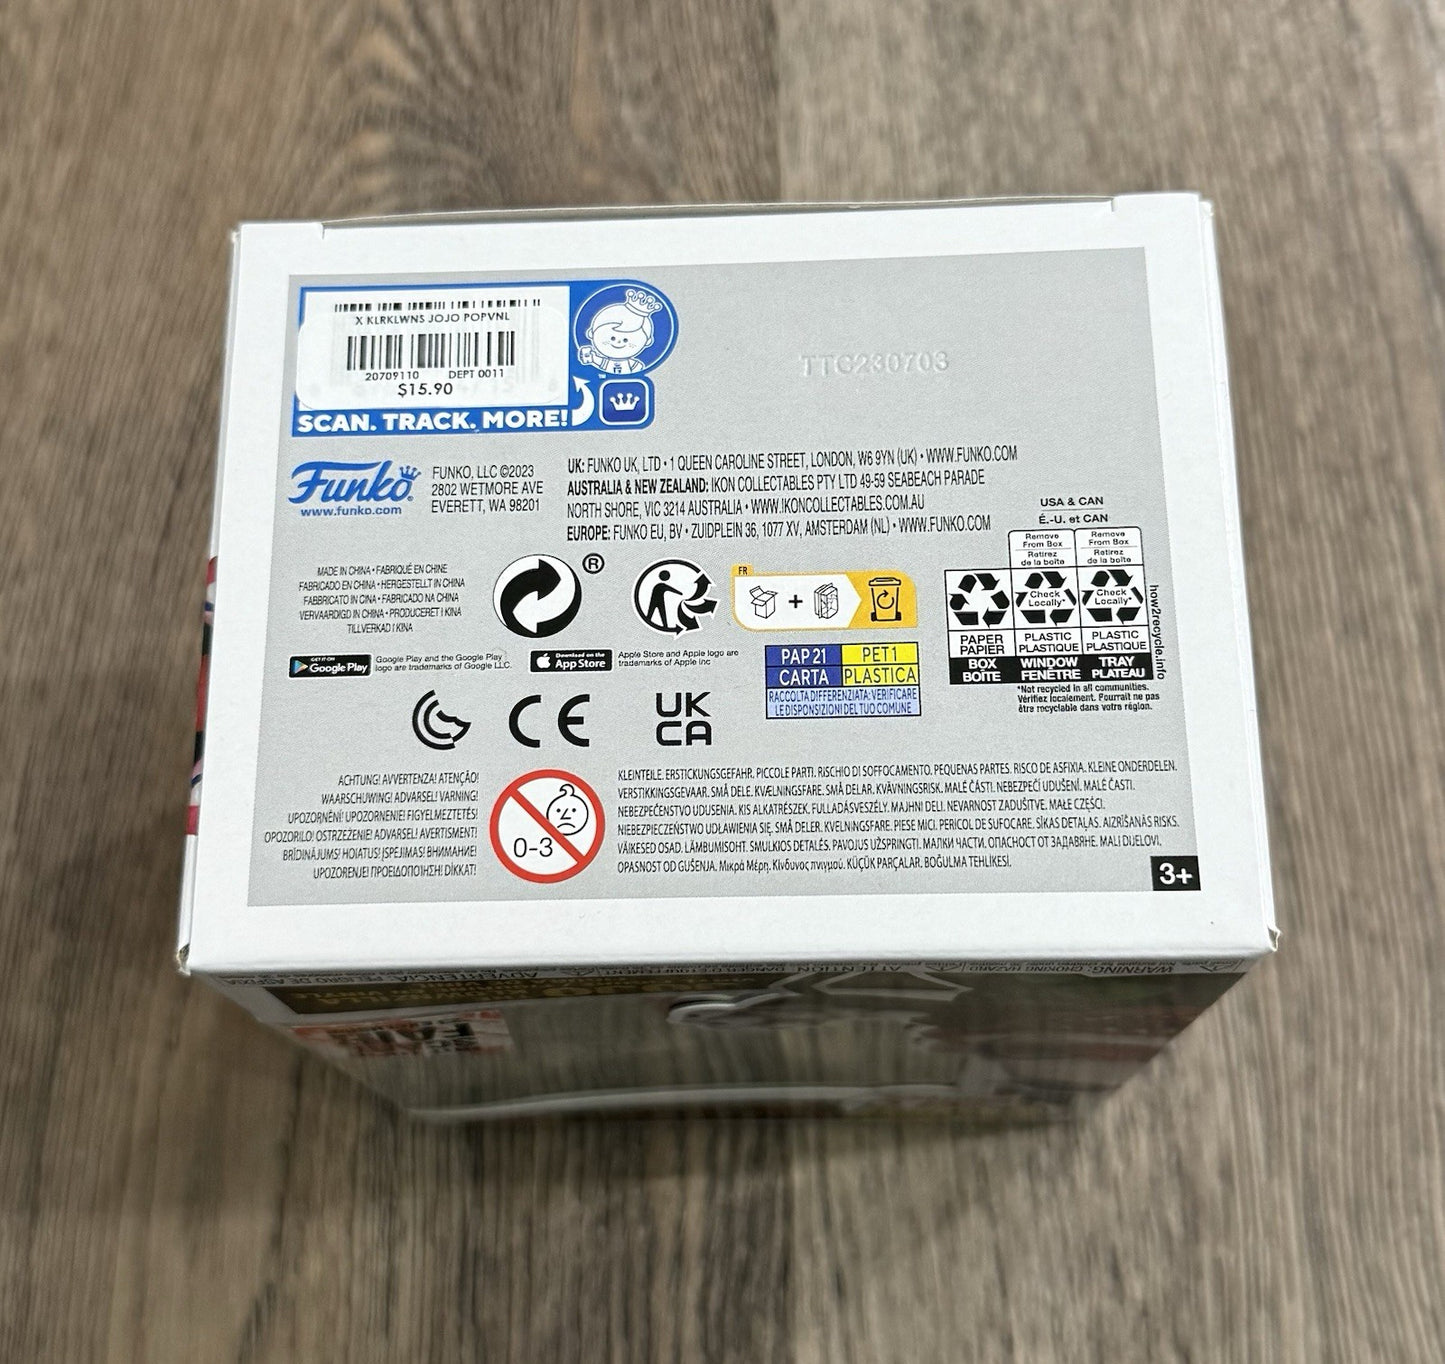 X KLRKLWNS JOJO POPVNL
20709110 DEPT 0011
$15.90
SCAN. TRACK. MORE!
TTC230703
Funko
www.funko.com
FUNKO, LLC ©2023
2802 WETMORE AVE
EVERETT, WA 98201
UK: FUNKO UK, LTD • 1 QUEEN CAROLINE STREET, LONDON, W6 9YN (UK) • WWW.FUNKO.COM
AUSTRALIA & NEW ZEALAND: IKON COLLECTABLES PTY LTD 49-59 SEABEACH PARADE
NORTH SHORE, VIC 3214 AUSTRALIA • WWW.IKONCOLLECTABLES.COM.AU
EUROPE: FUNKO EU, BV • ZUIDPLEIN 36, 1077 XV, AMSTERDAM (NL) • WWW.FUNKO.COM
USA & CAN
É.-U. et CAN
Remove From Box
Retirez de la boîte
Remove From Box
Retirez de la boîte
Check Locally*
Check Locally*
PAPER
PAPIER
PLASTIC
PLASTIQUE
PLASTIC
PLASTIQUE
BOX
BOÎTE
WINDOW
FENÊTRE
TRAY
PLATEAU
*Not recycled in all communities.
Vérifiez localement. Pourrait ne pas
être recyclable dans votre région.
how2recycle.info
MADE IN CHINA • FABRIQUÉ EN CHINE
FABRICADO EN CHINA • HERGESTELLT IN CHINA
FABBRICATO IN CINA • FABRICADO NA CHINA
VERVAARDIGD IN CHINA • PRODUCERET I KINA
TILLVERKAD I KINA
®
FR
+
GET IT ON
Google Play
Google Play and the Google Play
logo are trademarks of Google LLC.
Download on the
App Store
Apple Store and Apple logo are
trademarks of Apple Inc
PAP 21 PET 1
CARTA PLASTICA
RACCOLTA DIFFERENZIATA: VERIFICARE
LE DISPONSIZIONI DEL TUO COMUNE
CE
UK
CA
ACHTUNG! AVVERTENZA! ATENÇÃO!
WAARSCHUWING! ADVARSEL! VARNING!
UPOZORNĚNÍ! UPOZORNENIE! FIGYELMEZTETÉS!
OPOZORILO! OSTRZEŻENIE! ADVARSEL! AVERTISMENT!
BRĪDINĀJUMS! HOIATUS! ĮSPĖJIMAS! ВНИМАНИЕ!
UPOZORENJE! ΠΡΟΕΙΔΟΠΟΊΗΣΗ! DİKKAT!
0-3
KLEINTEILE. ERSTICKUNGSGEFAHR. PICCOLE PARTI. RISCHIO DI SOFFOCAMENTO. PEQUENAS PARTES. RISCO DE ASFIXIA. KLEINE ONDERDELEN.
VERSTIKKINGSGEVAAR. SMÅ DELE. KVÆLNINGSFARE. SMÅ DELAR. KVÄVNINGSRISK. MALÉ ČÁSTI. NEBEZPEČÍ UDUŠENÍ. MALÉ ČASTI.
NEBEZPEČENSTVO UDUSENIA. KIS ALKATRÉSZEK. FULLADÁSVESZÉLY. MAJHNI DELI. NEVARNOST ZADUŠITVE. MAŁE CZĘŚCI.
NIEBEZPIECZEŃSTWO UDŁAWIENIA SIĘ. SMÅ DELER. KVELNINGSFARE. PIESE MICI. PERICOL DE SUFOCARE. SĪKAS DETAĻAS. AIZRĪŠANĀS RISKS.
VÄIKESED OSAD. LÄMBUMISOHT. SMULKIOS DETALĖS. PAVOJUS UŽSPRINGTI. МАЛКИ ЧАСТИ. ОПАСНОСТ ОТ ЗАДАВЯНЕ. MALI DIJELOVI,
OPASNOST OD GUŠENJA. Μικρά Μέρη. Κίνδυνος πνιγμού. KÜÇÜK PARÇALAR. BOĞULMA TEHLİKESİ.
3+
WARNING: CHOKING HAZARD